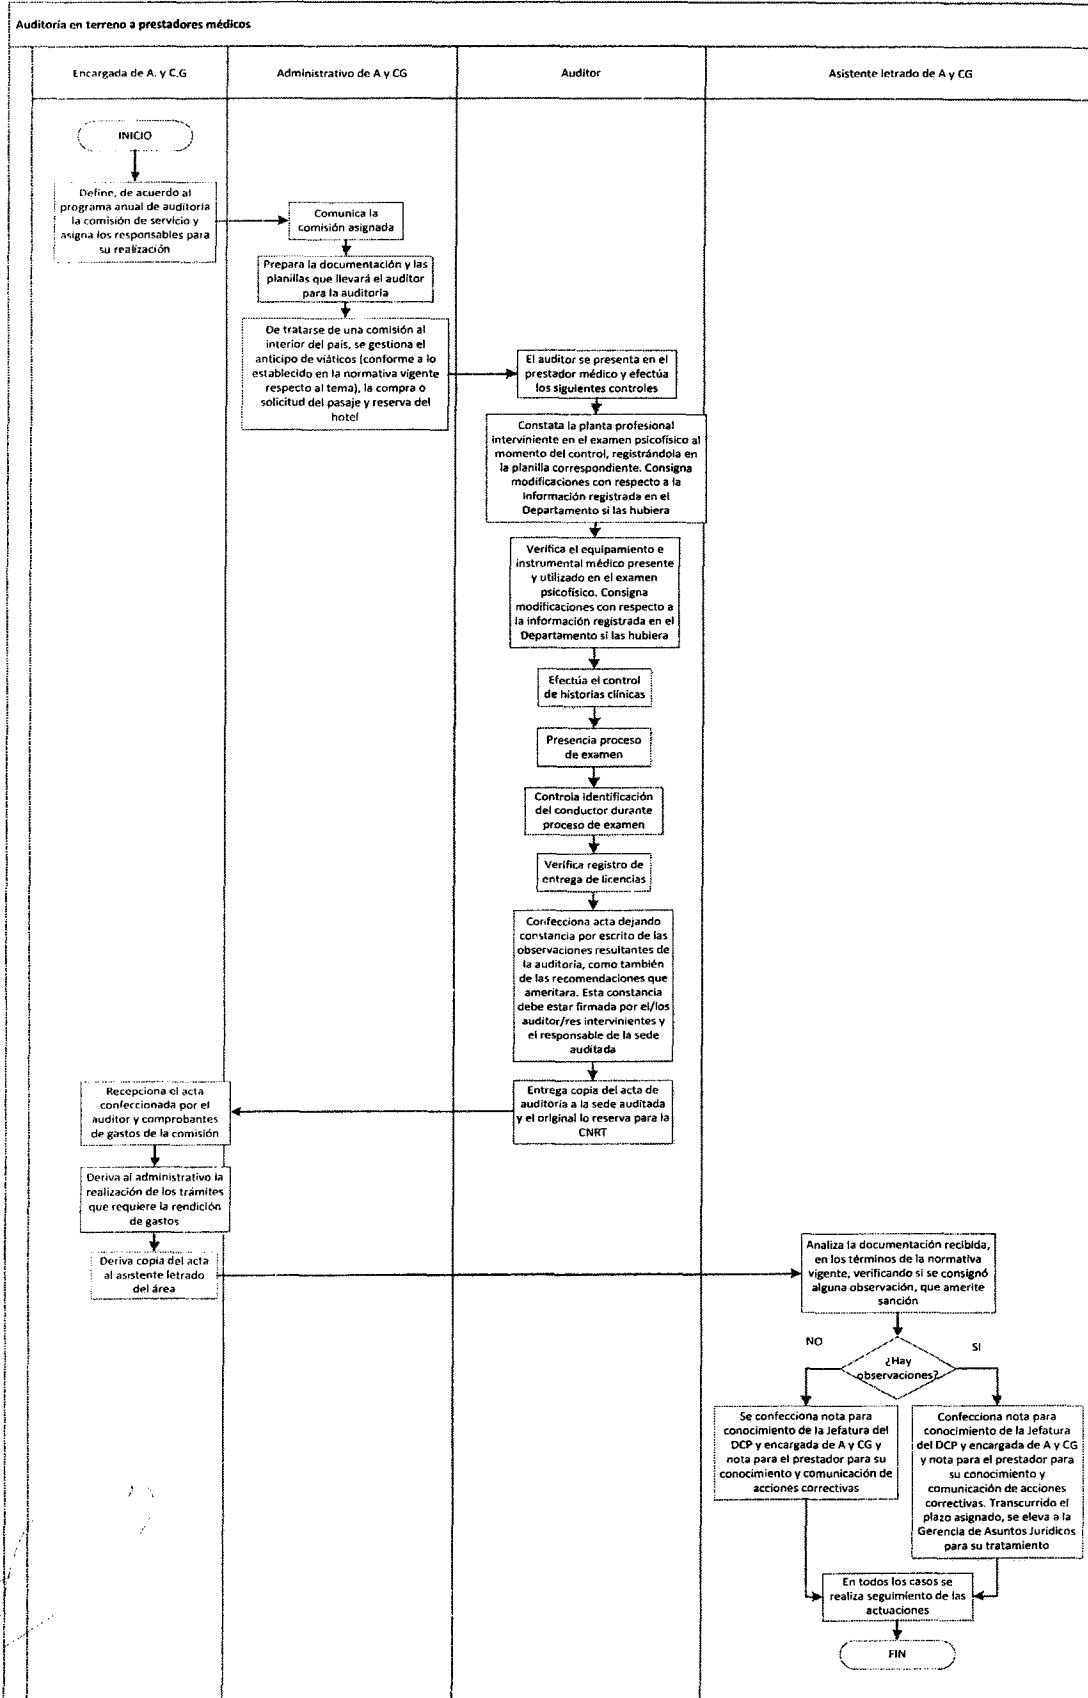 Auditoría en terreno a prestadores médicos
Encargada de A. y C.G
Administrativo de A y CG
Auditor
Asistente letrado de A y CG
INICIO
Define, de acuerdo al
programa anual de auditoría
la comisión de servicio y
asigna los responsables para
su realización
Comunica la
comisión asignada
Prepara la documentación y las
planillas que llevará el auditor
para la auditoria
De tratarse de una comisión al
interior del país, se gestiona el
anticipo de viáticos (conforme a lo
establecido en la normativa vigente
respecto al tema), la compra o
solicitud del pasaje y reserva del
hotel
El auditor se presenta en el
prestador médico y efectúa
los siguientes controles
Constata la planta profesional
interviniente en el examen psicofísico al
momento del control, registrándola en
la planilla correspondiente. Consigna
modificaciones con respecto a la
información registrada en el
Departamento si las hubiera
Verifica el equipamiento e
instrumental médico presente
y utilizado en el examen
psicofísico. Consigna
modificaciones con respecto a
la información registrada en el
Departamento si las hubiera
Efectúa el control
de historias clínicas
Presencia proceso
de examen
Controla identificación
del conductor durante
proceso de examen
Verifica registro de
entrega de licencias
Confecciona acta dejando
constancia por escrito de las
observaciones resultantes de
la auditoría, como también
de las recomendaciones que
ameritara. Esta constancia
debe estar firmada por el/los
auditor/res intervinientes y
el responsable de la sede
auditada
Entrega copia del acta de
auditoría a la sede auditada
y el original lo reserva para la
CNRT
Recepciona el acta
confeccionada por el
auditor y comprobantes
de gastos de la comisión
Deriva al administrativo la
realización de los trámites
que requiere la rendición
de gastos
Deriva copia del acta
al asistente letrado
del área
Analiza la documentación recibida,
en los términos de la normativa
vigente, verificando si se consignó
alguna observación, que amerite
sanción
NO
SI
¿Hay
observaciones?
Se confecciona nota para
conocimiento de la Jefatura del
DCP y encargada de A y CG y
nota para el prestador para su
conocimiento y comunicación de
acciones correctivas
Confecciona nota para
conocimiento de la Jefatura
del DCP y encargada de A y CG
y nota para el prestador para
su conocimiento y
comunicación de acciones
correctivas. Transcurrido el
plazo asignado, se eleva a la
Gerencia de Asuntos Jurídicos
para su tratamiento
En todos los casos se
realiza seguimiento de las
actuaciones
FIN